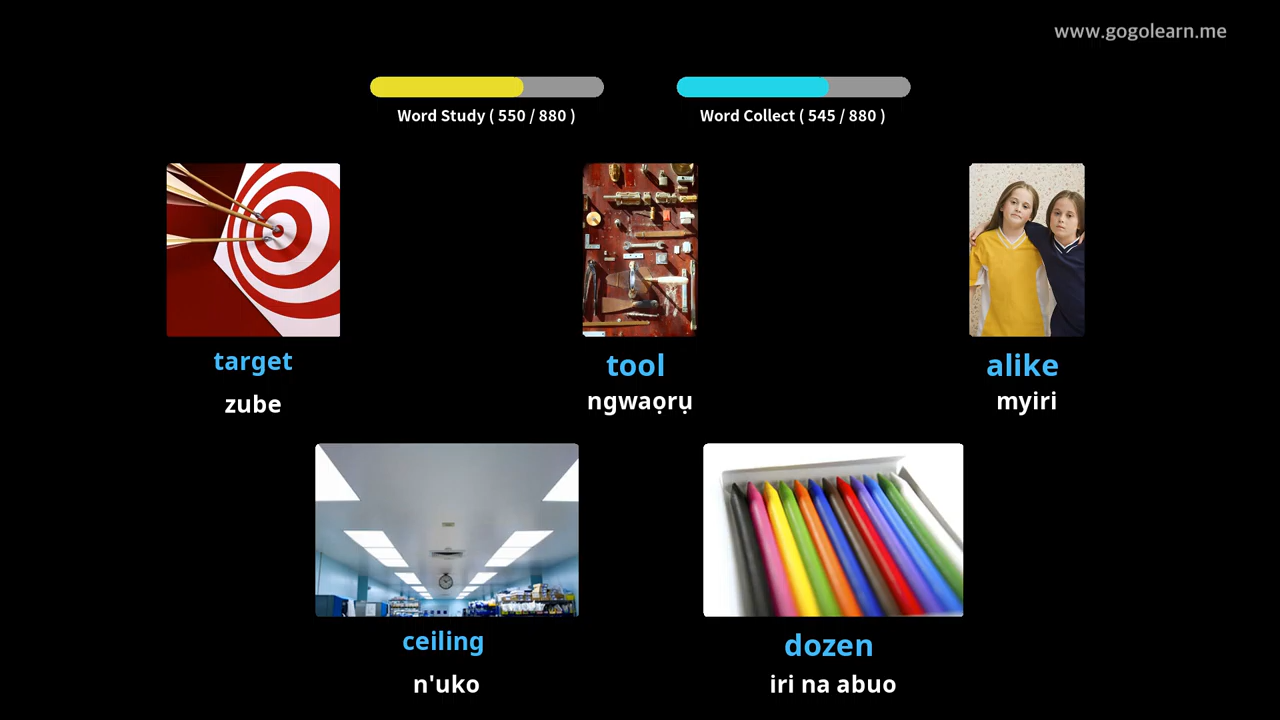 www.gogolearn.me
Word Study ( 550 / 880 )
Word Collect ( 545 / 880 )
target
zube
tool
ngwaọrụ
alike
myiri
ceiling
n'uko
dozen
iri na abuo